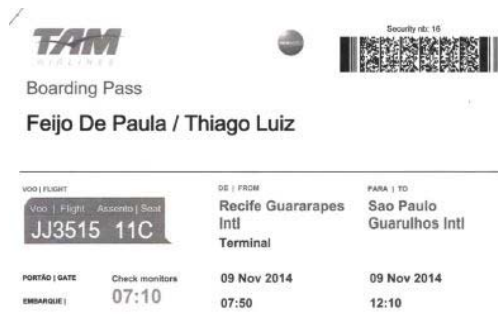 TAM
AIRLINES
Security nb: 16
Boarding Pass
Feijo De Paula / Thiago Luiz
VOO | FLIGHT
DE | FROM
PARA | TO
Voo | Flight Assento | Seat
JJ3515 11C
Recife Guararapes
Intl
Terminal
Sao Paulo
Guarulhos Intl
PORTÃO | GATE
Check monitors
09 Nov 2014
09 Nov 2014
EMBARQUE |
07:10
07:50
12:10